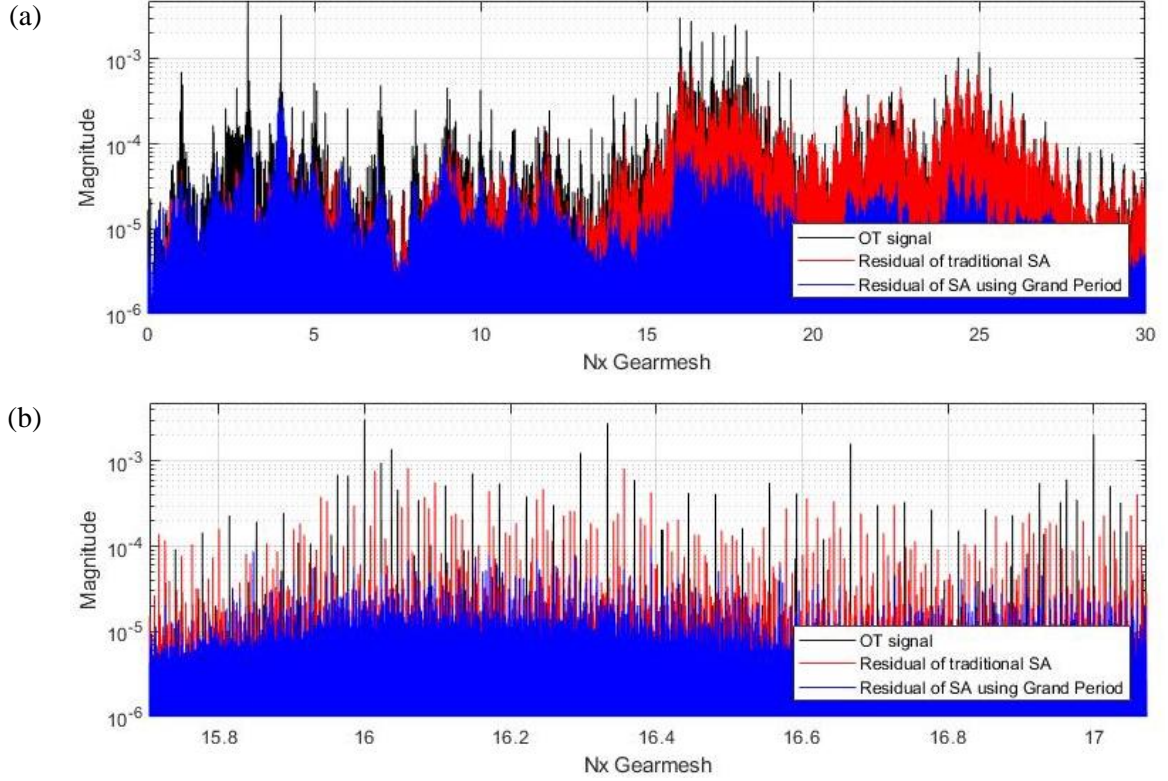 (a)
10^-3
10^-4
10^-5
10^-6
Magnitude
OT signal
Residual of traditional SA
Residual of SA using Grand Period
0 5 10 15 20 25 30
Nx Gearmesh
(b)
10^-3
10^-4
10^-5
10^-6
Magnitude
OT signal
Residual of traditional SA
Residual of SA using Grand Period
15.8 16 16.2 16.4 16.6 16.8 17
Nx Gearmesh